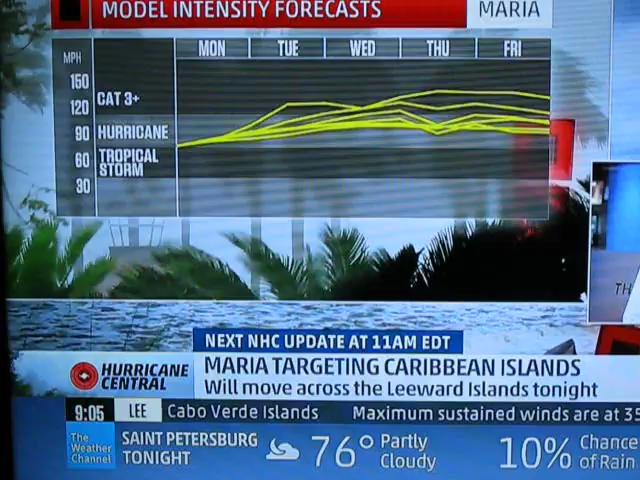 MODEL INTENSITY FORECASTS
MARIA
MPH MON TUE WED THU FRI
150
CAT 3+
120
90 HURRICANE
60 TROPICAL STORM
30
TH
NEXT NHC UPDATE AT 11AM EDT
HURRICANE CENTRAL
MARIA TARGETING CARIBBEAN ISLANDS
Will move across the Leeward Islands tonight
9:05 LEE Cabo Verde Islands Maximum sustained winds are at 35
The Weather Channel
SAINT PETERSBURG TONIGHT
76° Partly Cloudy
10% Chance of Rain